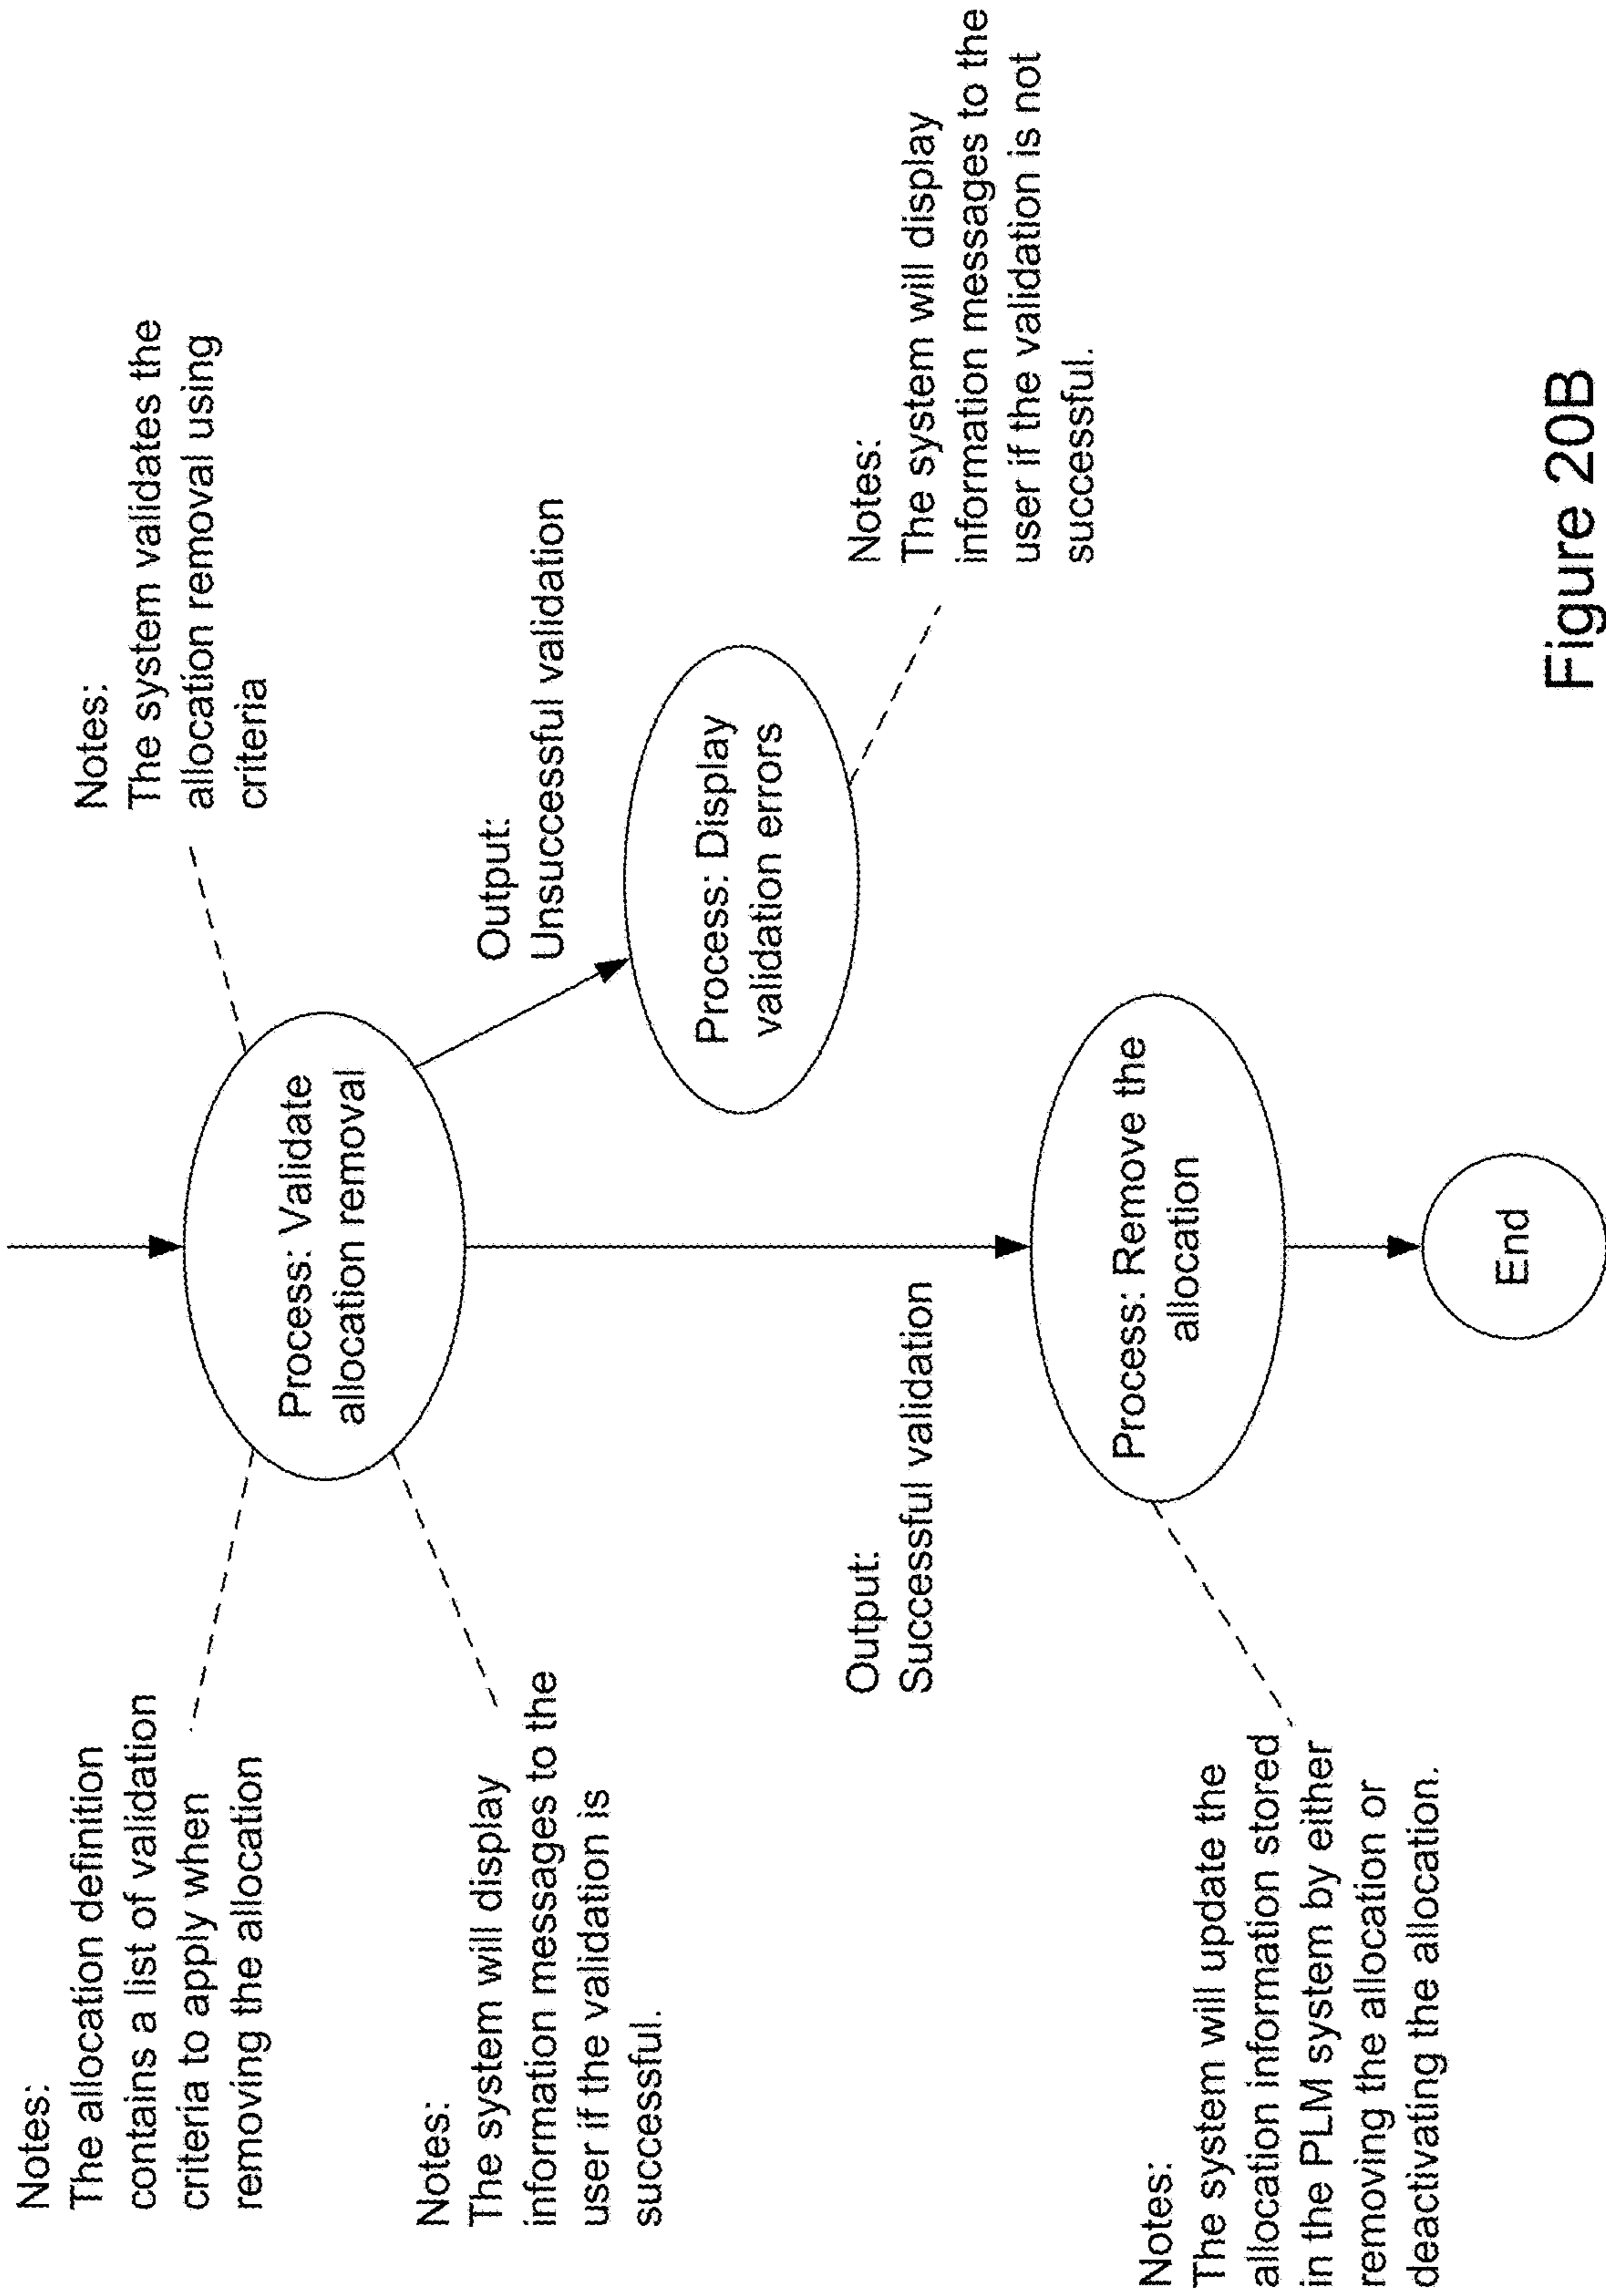 Notes:
The allocation definition
contains a list of validation
criteria to apply when
removing the allocation
Process: Validate
allocation removal
Notes:
The system validates the
allocation removal using
criteria
Notes:
The system will display
information messages to the
user if the validation is
successful.
Output:
Unsuccessful validation
Process: Display
validation errors
Notes:
The system will display
information messages to the
user if the validation is not
successful.
Output:
Successful validation
Process: Remove the
allocation
Notes:
The system will update the
allocation information stored
in the PLM system by either
removing the allocation or
deactivating the allocation.
End
Figure 20B